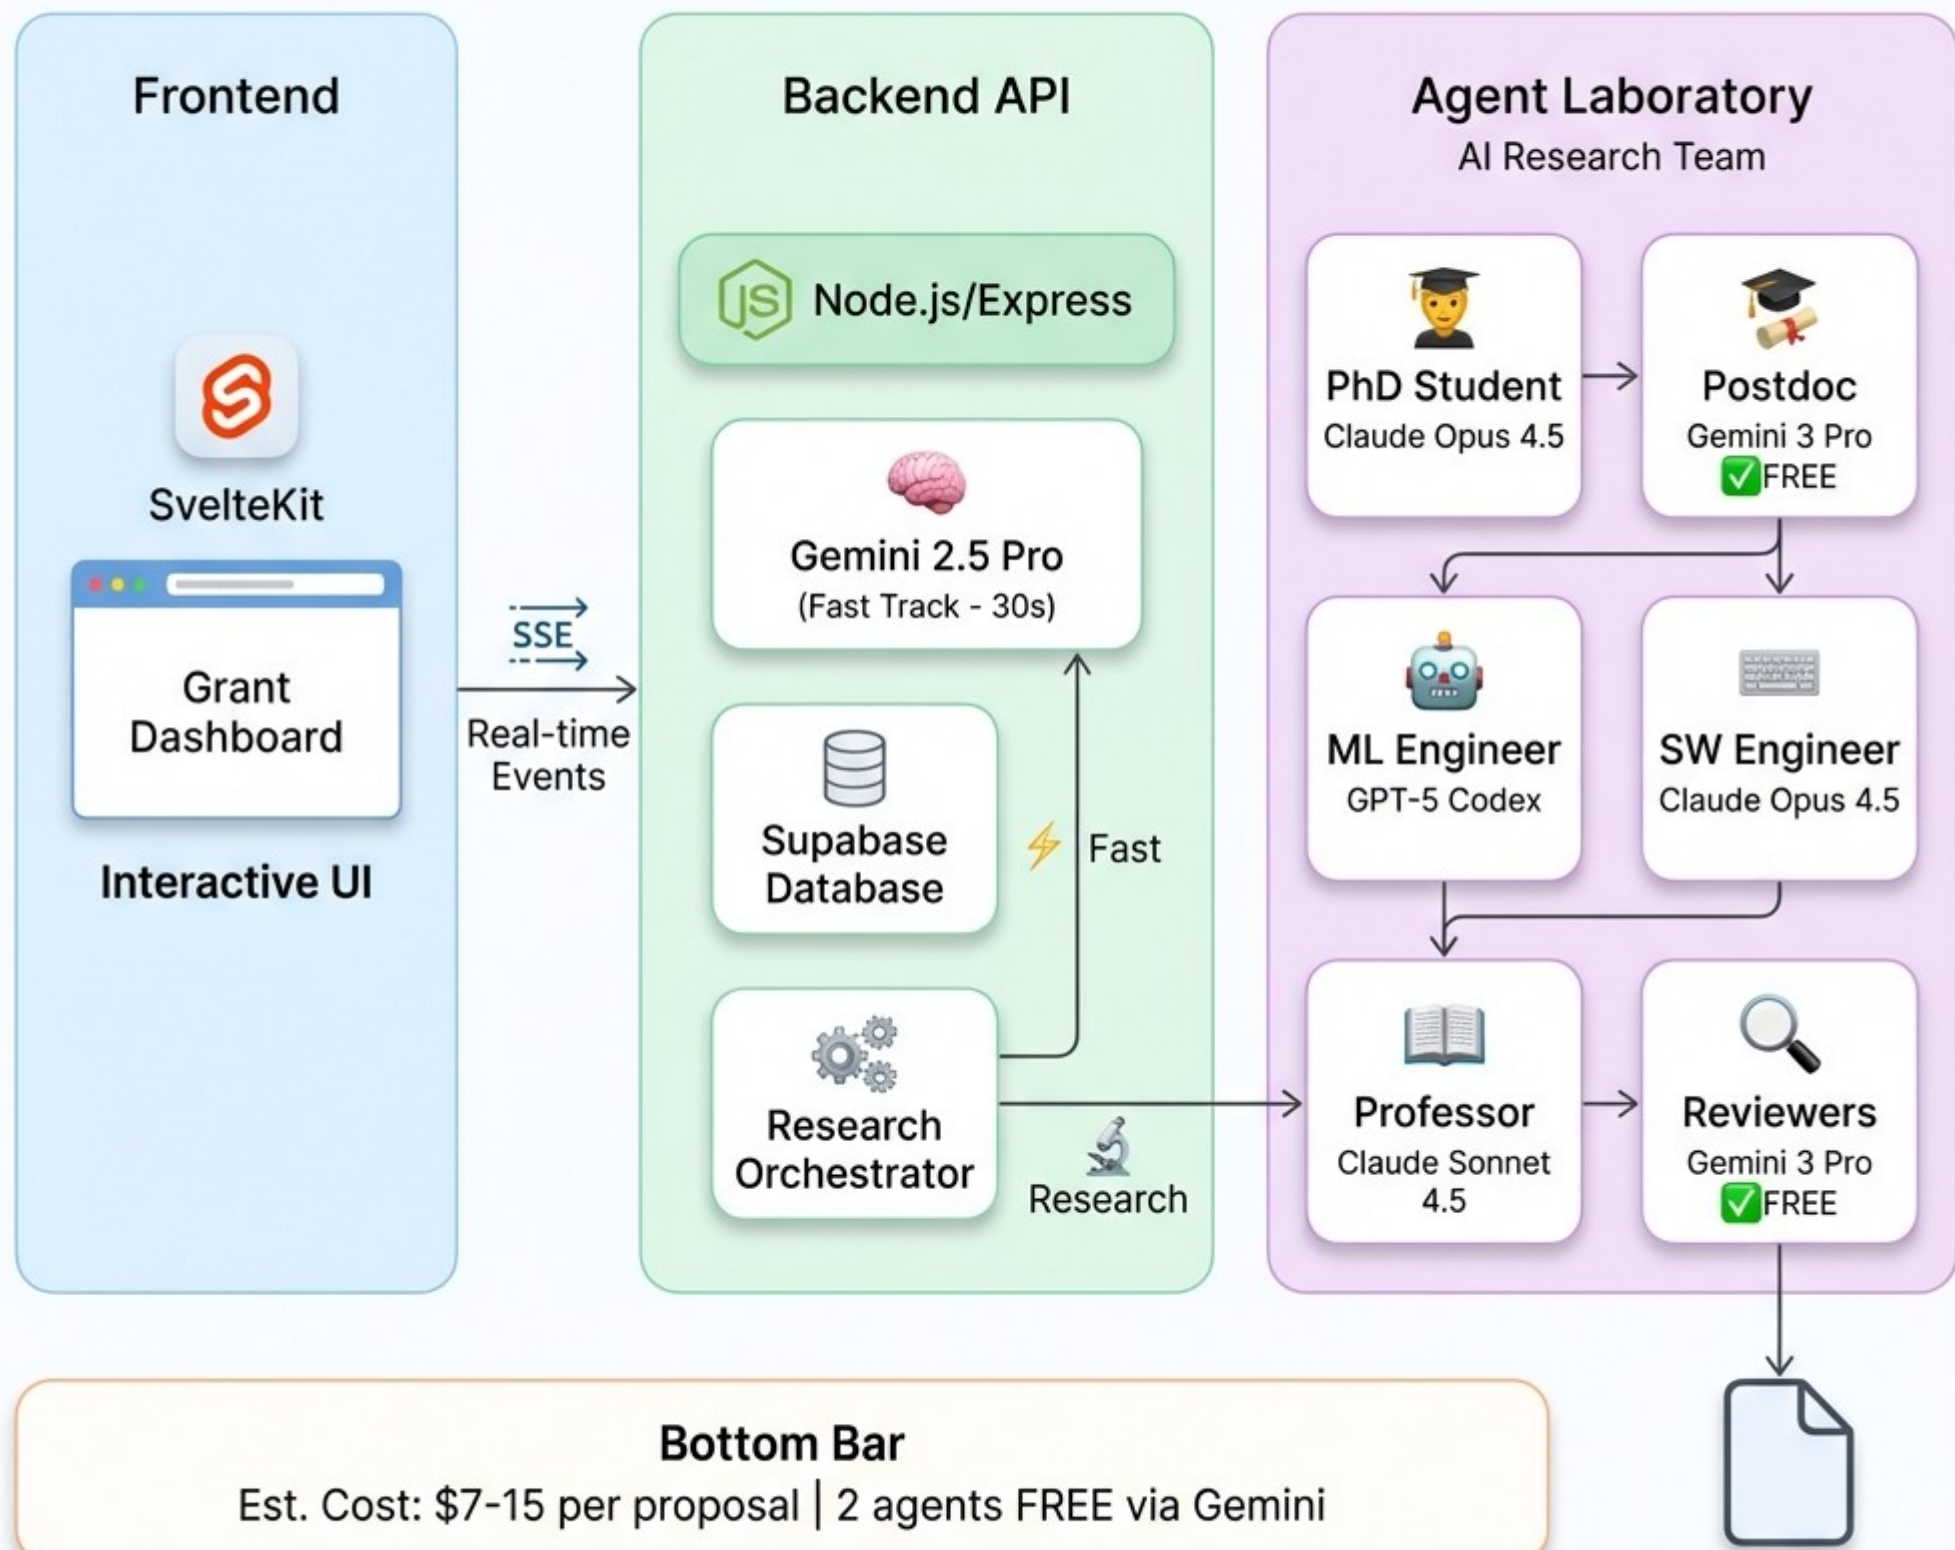 Frontend
SvelteKit
Grant
Dashboard
Interactive UI
SSE
Real-time
Events
Backend API
JS
Node.js/Express
Gemini 2.5 Pro
(Fast Track - 30s)
Supabase
Database
Fast
Research
Orchestrator
Research
Agent Laboratory
AI Research Team
PhD Student
Claude Opus 4.5
Postdoc
Gemini 3 Pro
✅FREE
ML Engineer
GPT-5 Codex
SW Engineer
Claude Opus 4.5
Professor
Claude Sonnet
4.5
Reviewers
Gemini 3 Pro
✅FREE
Bottom Bar
Est. Cost: $7-15 per proposal | 2 agents FREE via Gemini